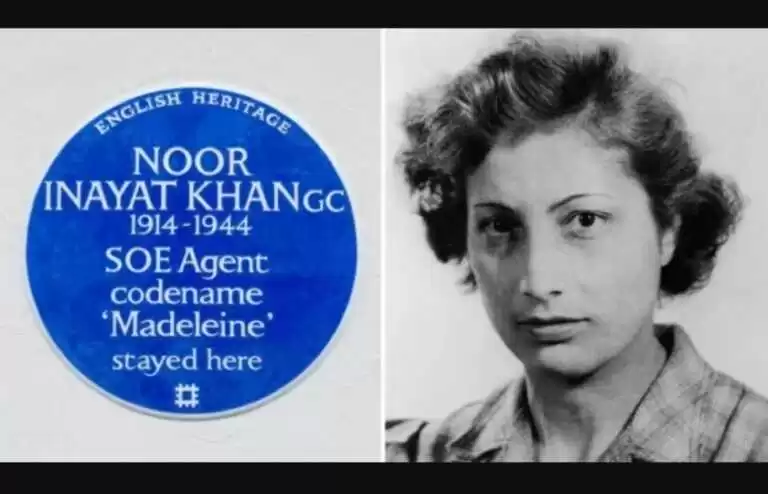 ENGLISH HERITAGE
NOOR
INAYAT KHAN GC
1914-1944
SOE Agent
codename
‘Madeleine’
stayed here